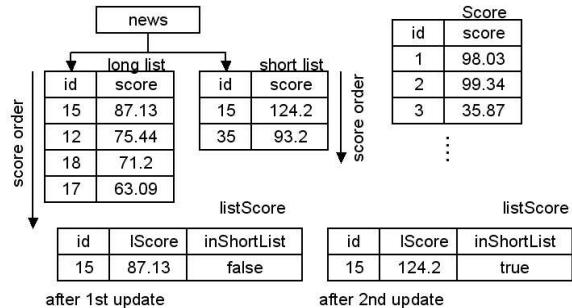 news
Score
id score
1 98.03
2 99.34
3 35.87
long list
id score
15 87.13
12 75.44
18 71.2
17 63.09
short list
id score
15 124.2
35 93.2
score order
score order
listScore
id lScore inShortList
15 87.13 false
after 1st update
listScore
id lScore inShortList
15 124.2 true
after 2nd update